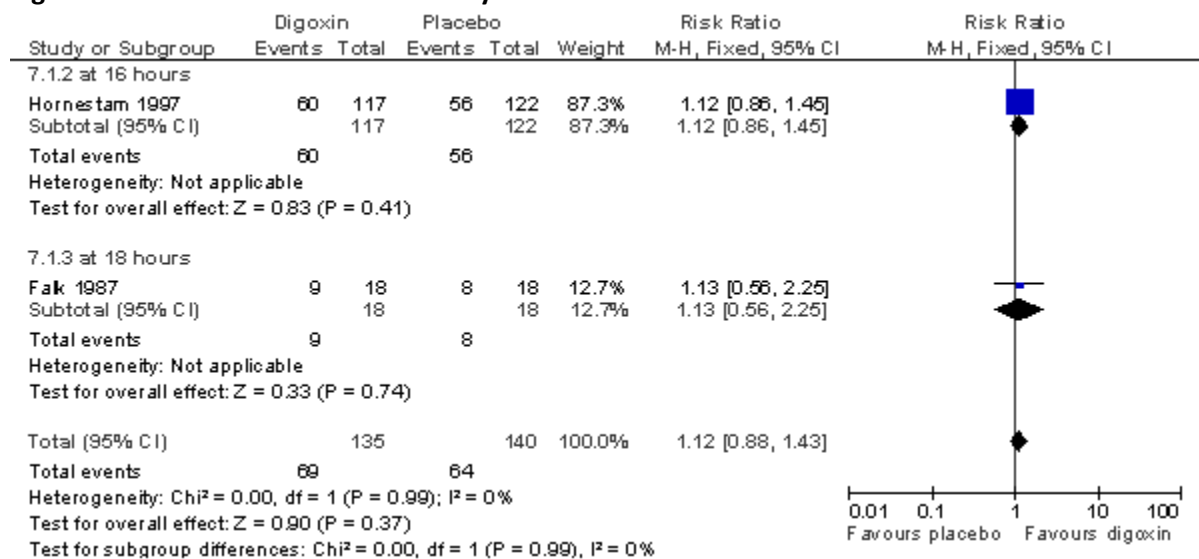 Digoxin Placebo Risk Ratio Risk Ratio
Study or Subgroup Events Total Events Total Weight M-H, Fixed, 95% CI M-H, Fixed, 95% CI
7.1.2 at 16 hours
Hornestam 1997 60 117 56 122 87.3% 1.12 [0.86, 1.45]
Subtotal (95% CI) 117 122 87.3% 1.12 [0.86, 1.45]
Total events 60 56
Heterogeneity: Not applicable
Test for overall effect: Z = 0.83 (P = 0.41)
7.1.3 at 18 hours
Falk 1987 9 18 8 18 12.7% 1.13 [0.56, 2.25]
Subtotal (95% CI) 18 18 12.7% 1.13 [0.56, 2.25]
Total events 9 8
Heterogeneity: Not applicable
Test for overall effect: Z = 0.33 (P = 0.74)
Total (95% CI) 135 140 100.0% 1.12 [0.88, 1.43]
Total events 69 64
Heterogeneity: Chi² = 0.00, df = 1 (P = 0.99); I² = 0%
Test for overall effect: Z = 0.90 (P = 0.37)
Test for subgroup differences: Chi² = 0.00, df = 1 (P = 0.99), I² = 0%
0.01 0.1 1 10 100
Favours placebo Favours digoxin